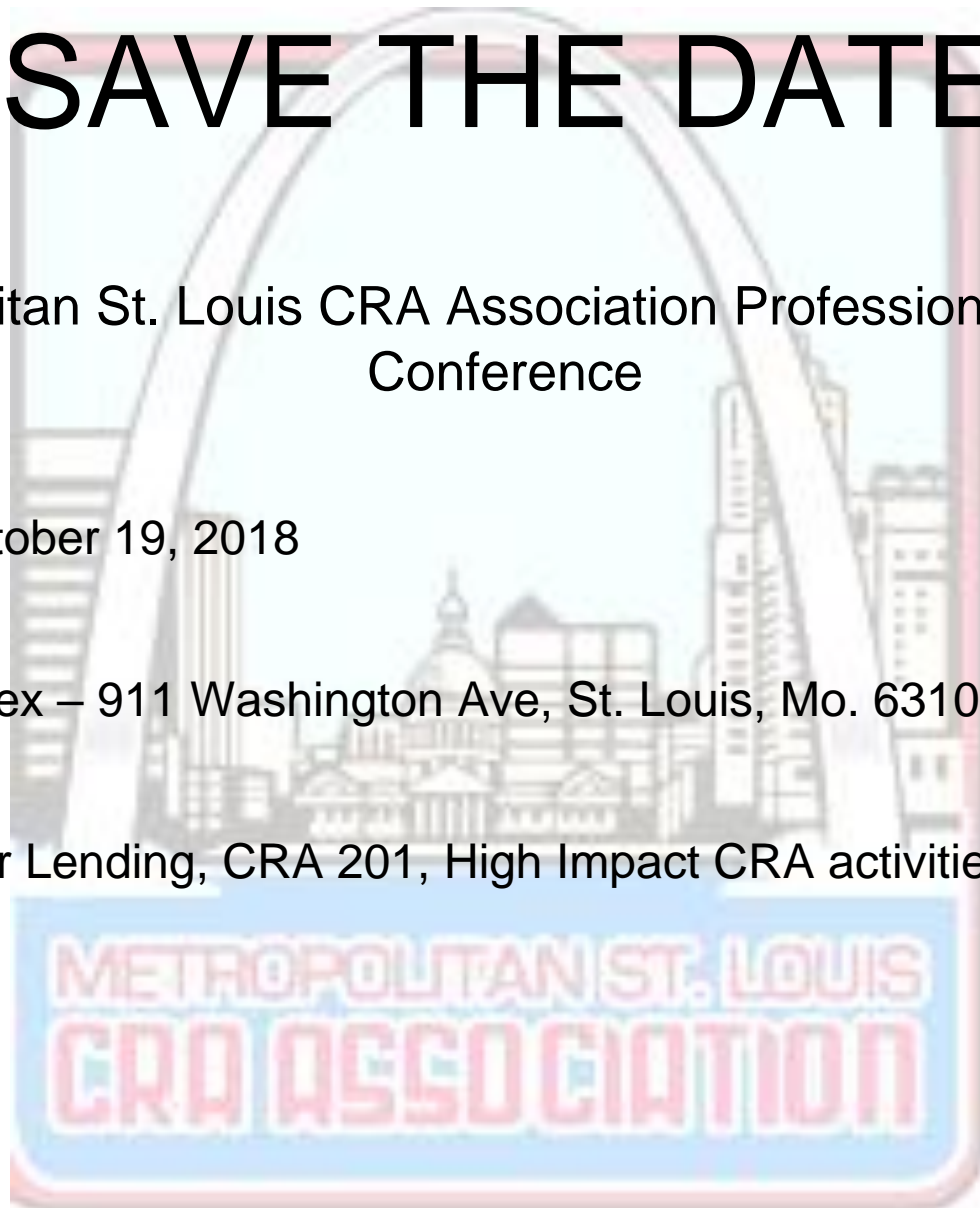 SAVE THE DATE
itan St. Louis CRA Association Profession
Conference
tober 19, 2018
ex – 911 Washington Ave, St. Louis, Mo. 6310
r Lending, CRA 201, High Impact CRA activitie
METROPOLITAN ST. LOUIS
CRA ASSOCIATION